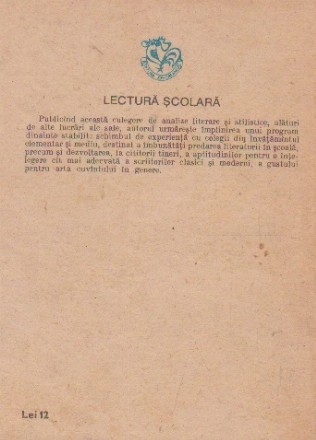 LECTURĂ ȘCOLARĂ
Publicînd această culegere de analize literare și stilistice, alături
de alte lucrări ale sale, autorul urmărește împlinirea unui program
dinainte stabilit: schimbul de experiență cu colegii din învățămîntul
elementar și mediu, destinat a îmbunătăți predarea literaturii în școală,
precum și dezvoltarea, la cititorii tineri, a aptitudinilor pentru o înțe-
legere cît mai adecvată a scriitorilor clasici și moderni, a gustului
pentru arta cuvîntului în genere.
Lei 12